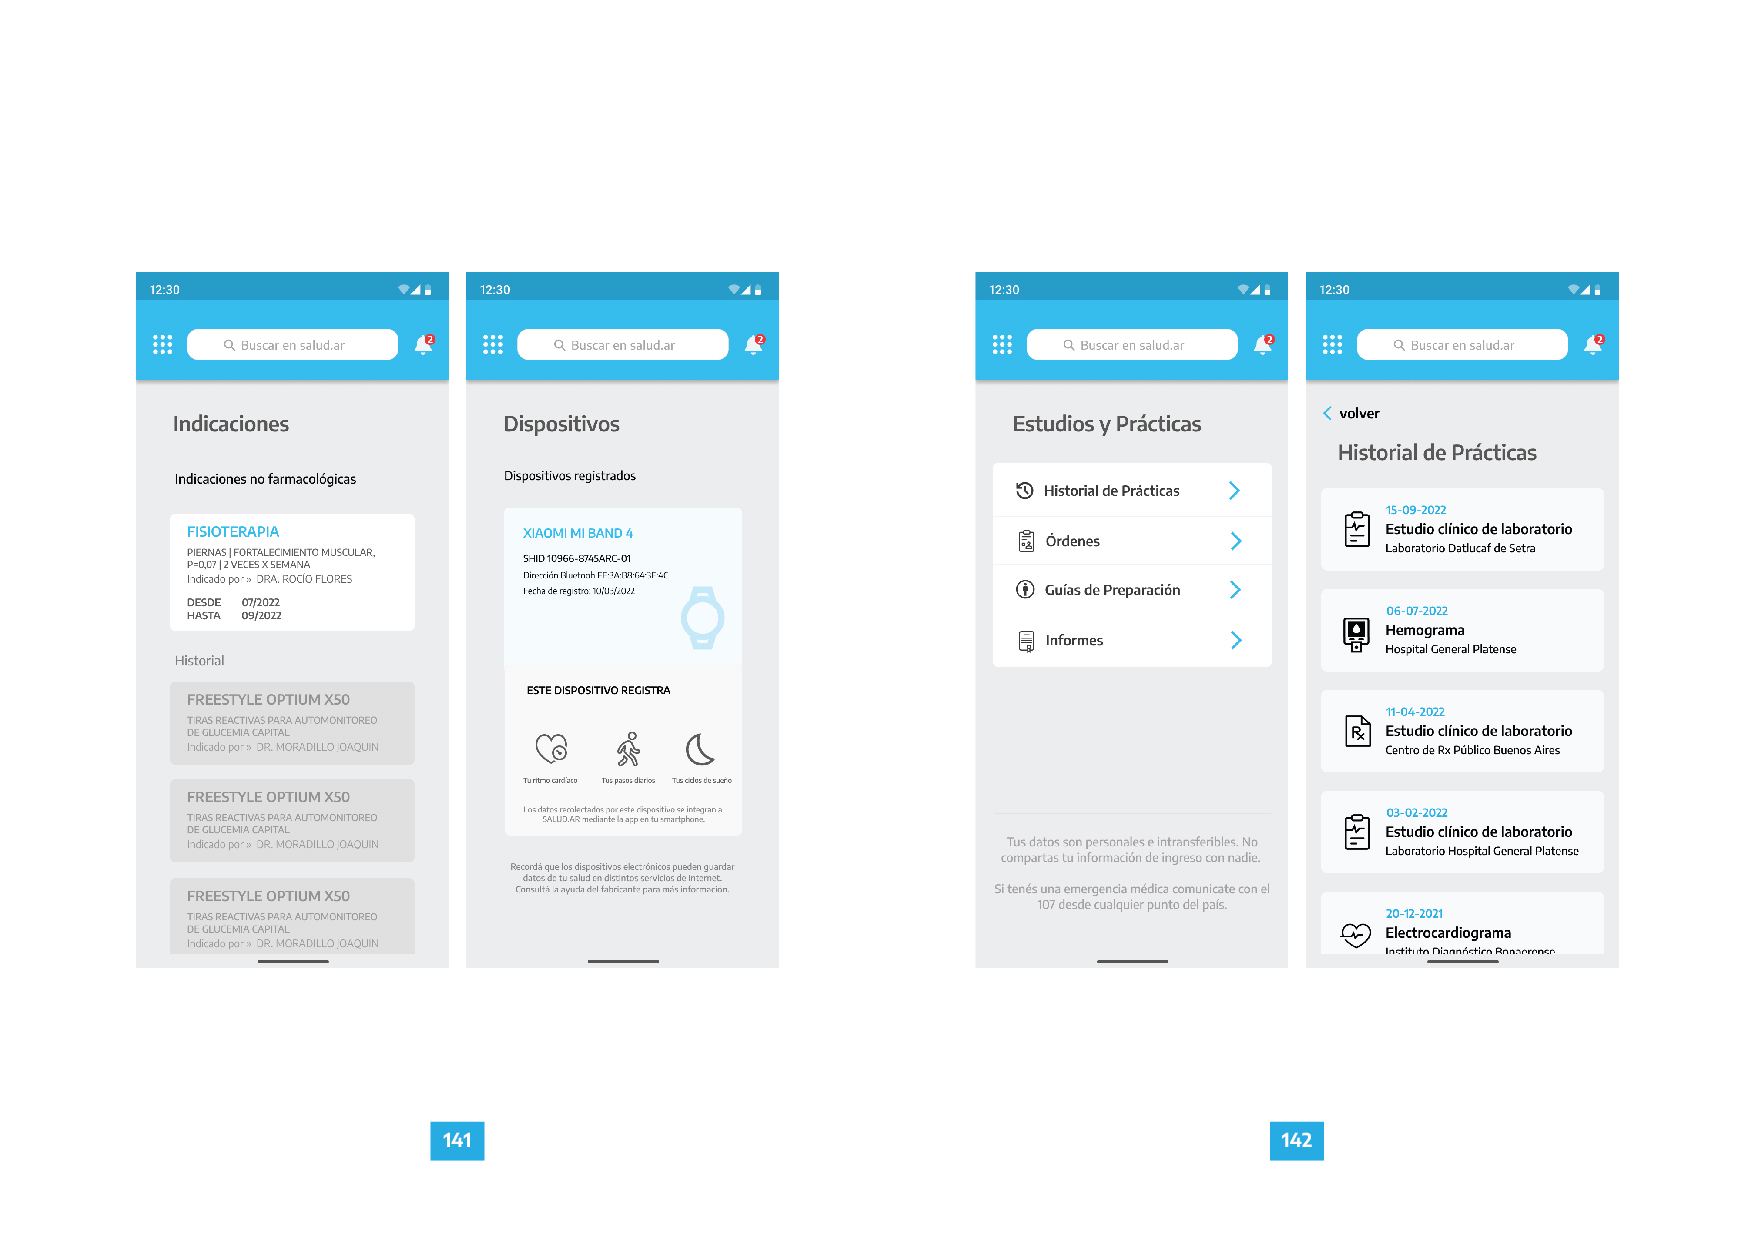 12:30
Buscar en salud.ar
2
Indicaciones
Indicaciones no farmacológicas
FISIOTERAPIA
PIERNAS | FORTALECIMIENTO MUSCULAR,
P=0,07 | 2 VECES X SEMANA
Indicado por » DRA. ROCÍO FLORES
DESDE 07/2022
HASTA 09/2022
Historial
FREESTYLE OPTIUM X50
TIRAS REACTIVAS PARA AUTOMONITOREO
DE GLUCEMIA CAPITAL
Indicado por » DR. MORADILLO JOAQUIN
FREESTYLE OPTIUM X50
TIRAS REACTIVAS PARA AUTOMONITOREO
DE GLUCEMIA CAPITAL
Indicado por » DR. MORADILLO JOAQUIN
FREESTYLE OPTIUM X50
TIRAS REACTIVAS PARA AUTOMONITOREO
DE GLUCEMIA CAPITAL
Indicado por » DR. MORADILLO JOAQUIN
12:30
Buscar en salud.ar
2
Dispositivos
Dispositivos registrados
XIAOMI MI BAND 4
SHID 10966-8745ARC-01
Dirección
Fecha de registro: 10/03/2022
ESTE DISPOSITIVO REGISTRA
Tu ritmo cardíaco
Tus pasos diarios
Tus ciclos de sueño
Los datos recolectados por este dispositivo se integran a
SALUD.AR mediante la app en tu smartphone.
Recordá que los dispositivos electrónicos pueden guardar
datos de tu salud en distintos servicios de Internet.
Consultá la ayuda del fabricante para más información.
141
12:30
Buscar en salud.ar
2
Estudios y Prácticas
Historial de Prácticas
Órdenes
Guías de Preparación
Informes
Tus datos son personales e intransferibles. No
compartas tu información de ingreso con nadie.
Si tenés una emergencia médica comunicate con el
107 desde cualquier punto del país.
12:30
Buscar en salud.ar
2
volver
Historial de Prácticas
15-09-2022
Estudio clínico de laboratorio
Laboratorio Datlucaf de Setra
06-07-2022
Hemograma
Hospital General Platense
11-04-2022
Rx
Estudio clínico de laboratorio
Centro de Rx Público Buenos Aires
03-02-2022
Estudio clínico de laboratorio
Laboratorio Hospital General Platense
20-12-2021
Electrocardiograma
Instituto Diagnóstico Bonaerense
142